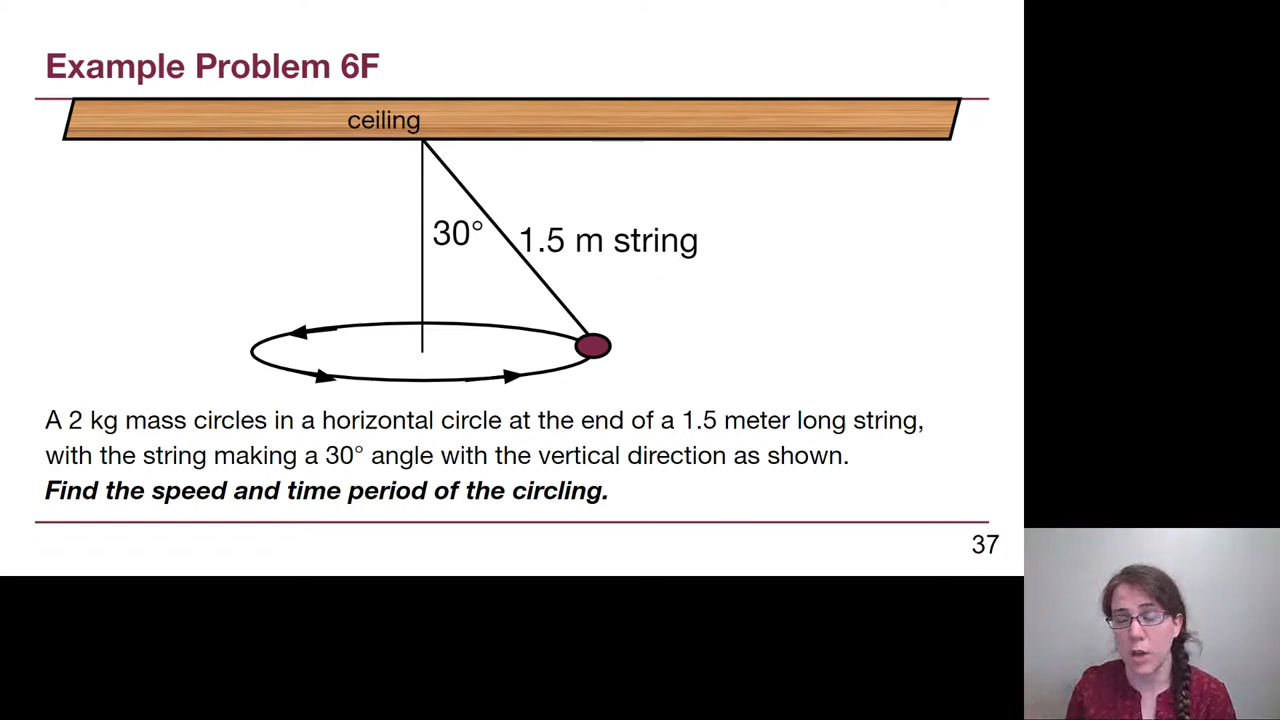 Example Problem 6F
ceiling
30°
1.5 m string
A 2 kg mass circles in a horizontal circle at the end of a 1.5 meter long string,
with the string making a 30° angle with the vertical direction as shown.
Find the speed and time period of the circling.
37